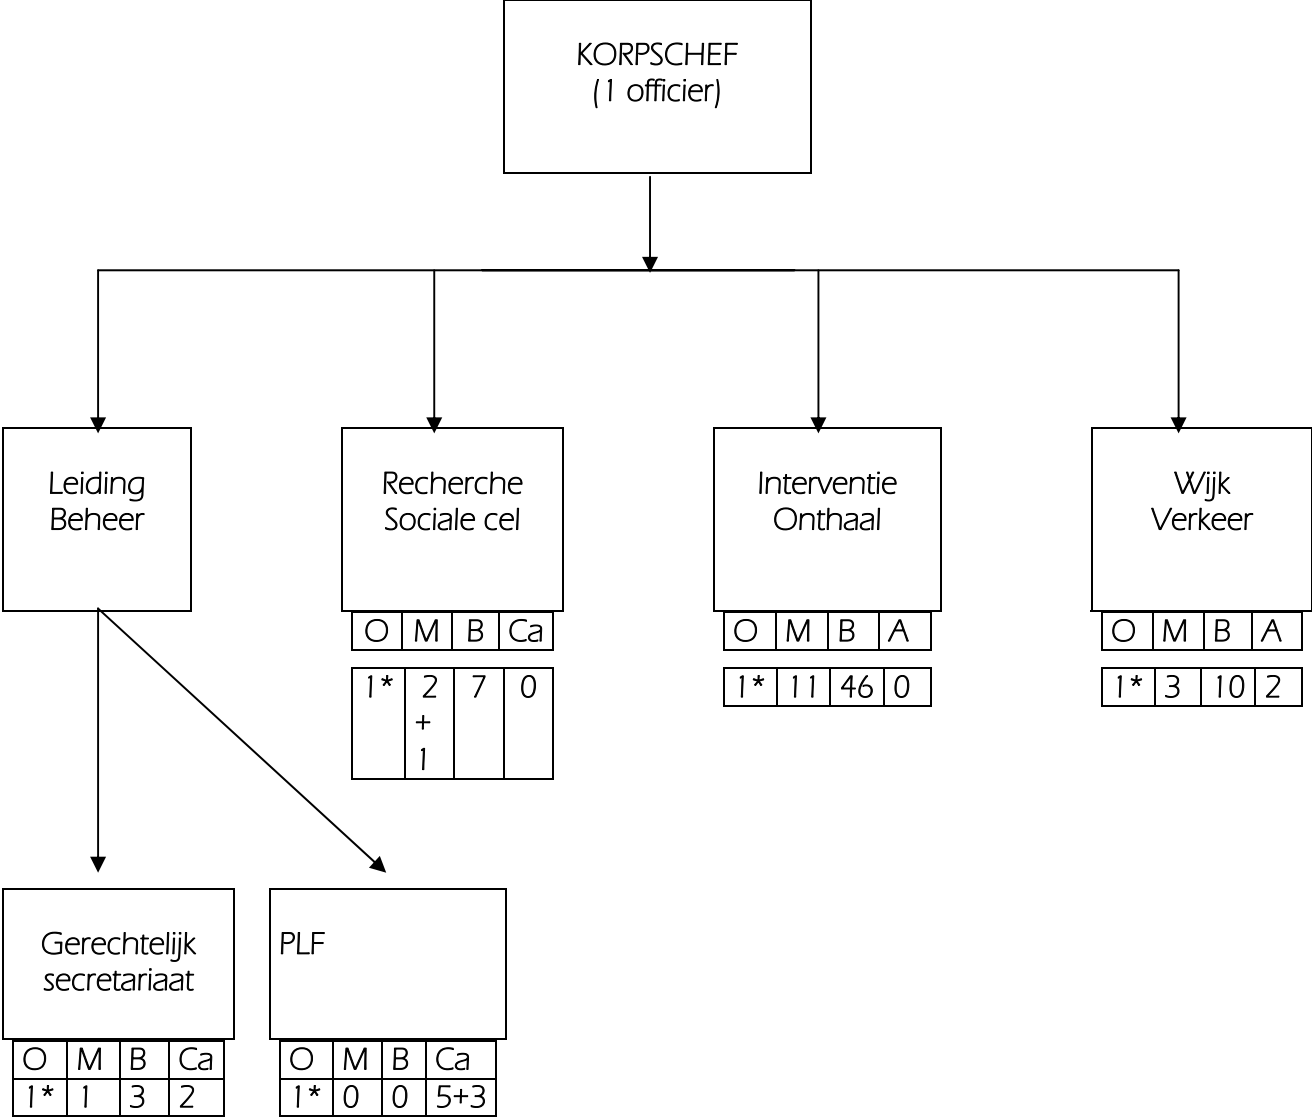 KORPSCHEF
(1 officier)
Leiding
Beheer
Recherche
Sociale cel
Interventie
Onthaal
Wijk
Verkeer
O M B Ca
1* 2 7 0
+
1
O M B A
1* 11 46 0
O M B A
1* 3 10 2
Gerechtelijk
secretariaat
O M B Ca
1* 1 3 2
PLF
O M B Ca
1* 0 0 5+3